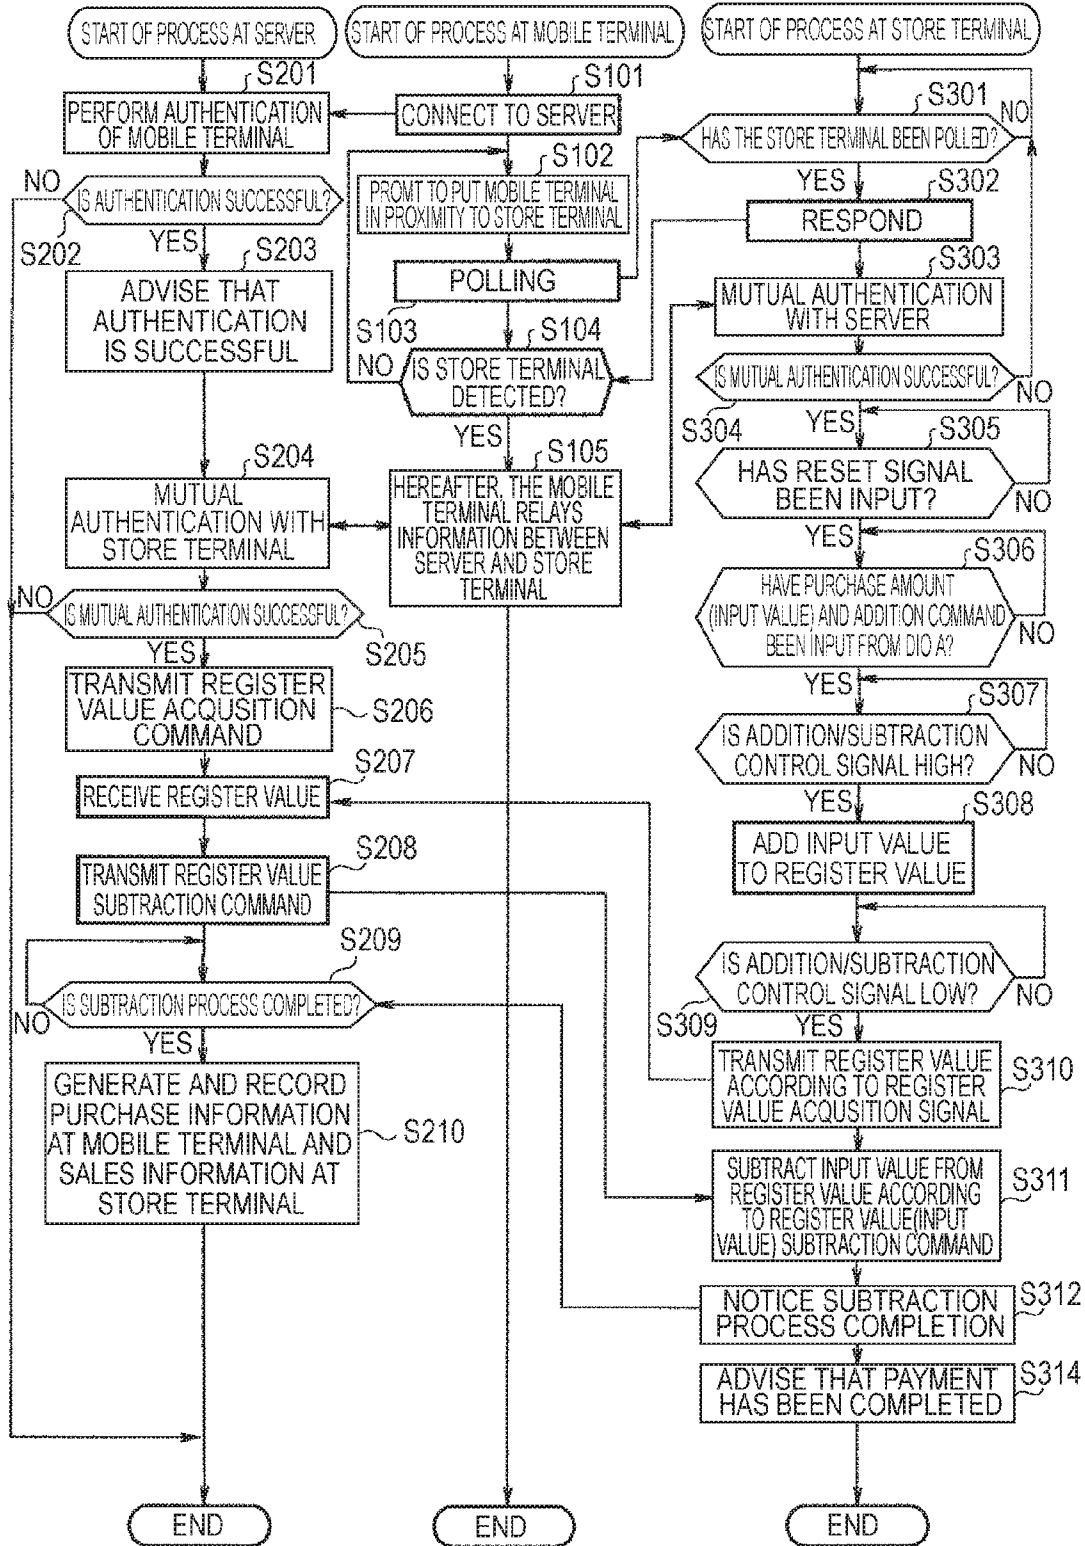 START OF PROCESS AT SERVER
S201
PERFORM AUTHENTICATION
OF MOBILE TERMINAL
NO
IS AUTHENTICATION SUCCESSFUL?
S202
YES
S203
ADVISE THAT
AUTHENTICATION
IS SUCCESSFUL
S204
MUTUAL
AUTHENTICATION WITH
STORE TERMINAL
NO
IS MUTUAL AUTHENTICATION SUCCESSFUL?
S205
YES
TRANSMIT REGISTER
VALUE ACQUSITION
COMMAND
S206
S207
RECEIVE REGISTER VALUE
S208
TRANSMIT REGISTER VALUE
SUBTRACTION COMMAND
S209
IS SUBTRACTION PROCESS COMPLETED?
NO
YES
GENERATE AND RECORD
PURCHASE INFORMATION
AT MOBILE TERMINAL AND
SALES INFORMATION AT
STORE TERMINAL
S210
END
START OF PROCESS AT MOBILE TERMINAL
S101
CONNECT TO SERVER
S102
PROMT TO PUT MOBILE TERMINAL
IN PROXIMITY TO STORE TERMINAL
POLLING
S103
S104
NO
IS STORE TERMINAL
DETECTED?
YES
S105
HEREAFTER, THE MOBILE
TERMINAL RELAYS
INFORMATION BETWEEN
SERVER AND STORE
TERMINAL
END
START OF PROCESS AT STORE TERMINAL
S301
NO
HAS THE STORE TERMINAL BEEN POLLED?
YES
S302
RESPOND
S303
MUTUAL AUTHENTICATION
WITH SERVER
IS MUTUAL AUTHENTICATION SUCCESSFUL?
NO
S304
YES
S305
HAS RESET SIGNAL
BEEN INPUT?
NO
YES
S306
HAVE PURCHASE AMOUNT
(INPUT VALUE) AND ADDITION COMMAND
BEEN INPUT FROM DIO A?
NO
YES
S307
IS ADDITION/SUBTRACTION
CONTROL SIGNAL HIGH?
NO
YES
S308
ADD INPUT VALUE
TO REGISTER VALUE
IS ADDITION/SUBTRACTION
CONTROL SIGNAL LOW?
NO
S309
YES
TRANSMIT REGISTER VALUE
ACCORDING TO REGISTER
VALUE ACQUSITION SIGNAL
S310
SUBTRACT INPUT VALUE FROM
REGISTER VALUE ACCORDING
TO REGISTER VALUE(INPUT
VALUE) SUBTRACTION COMMAND
S311
NOTICE SUBTRACTION
PROCESS COMPLETION
S312
ADVISE THAT PAYMENT
HAS BEEN COMPLETED
S314
END